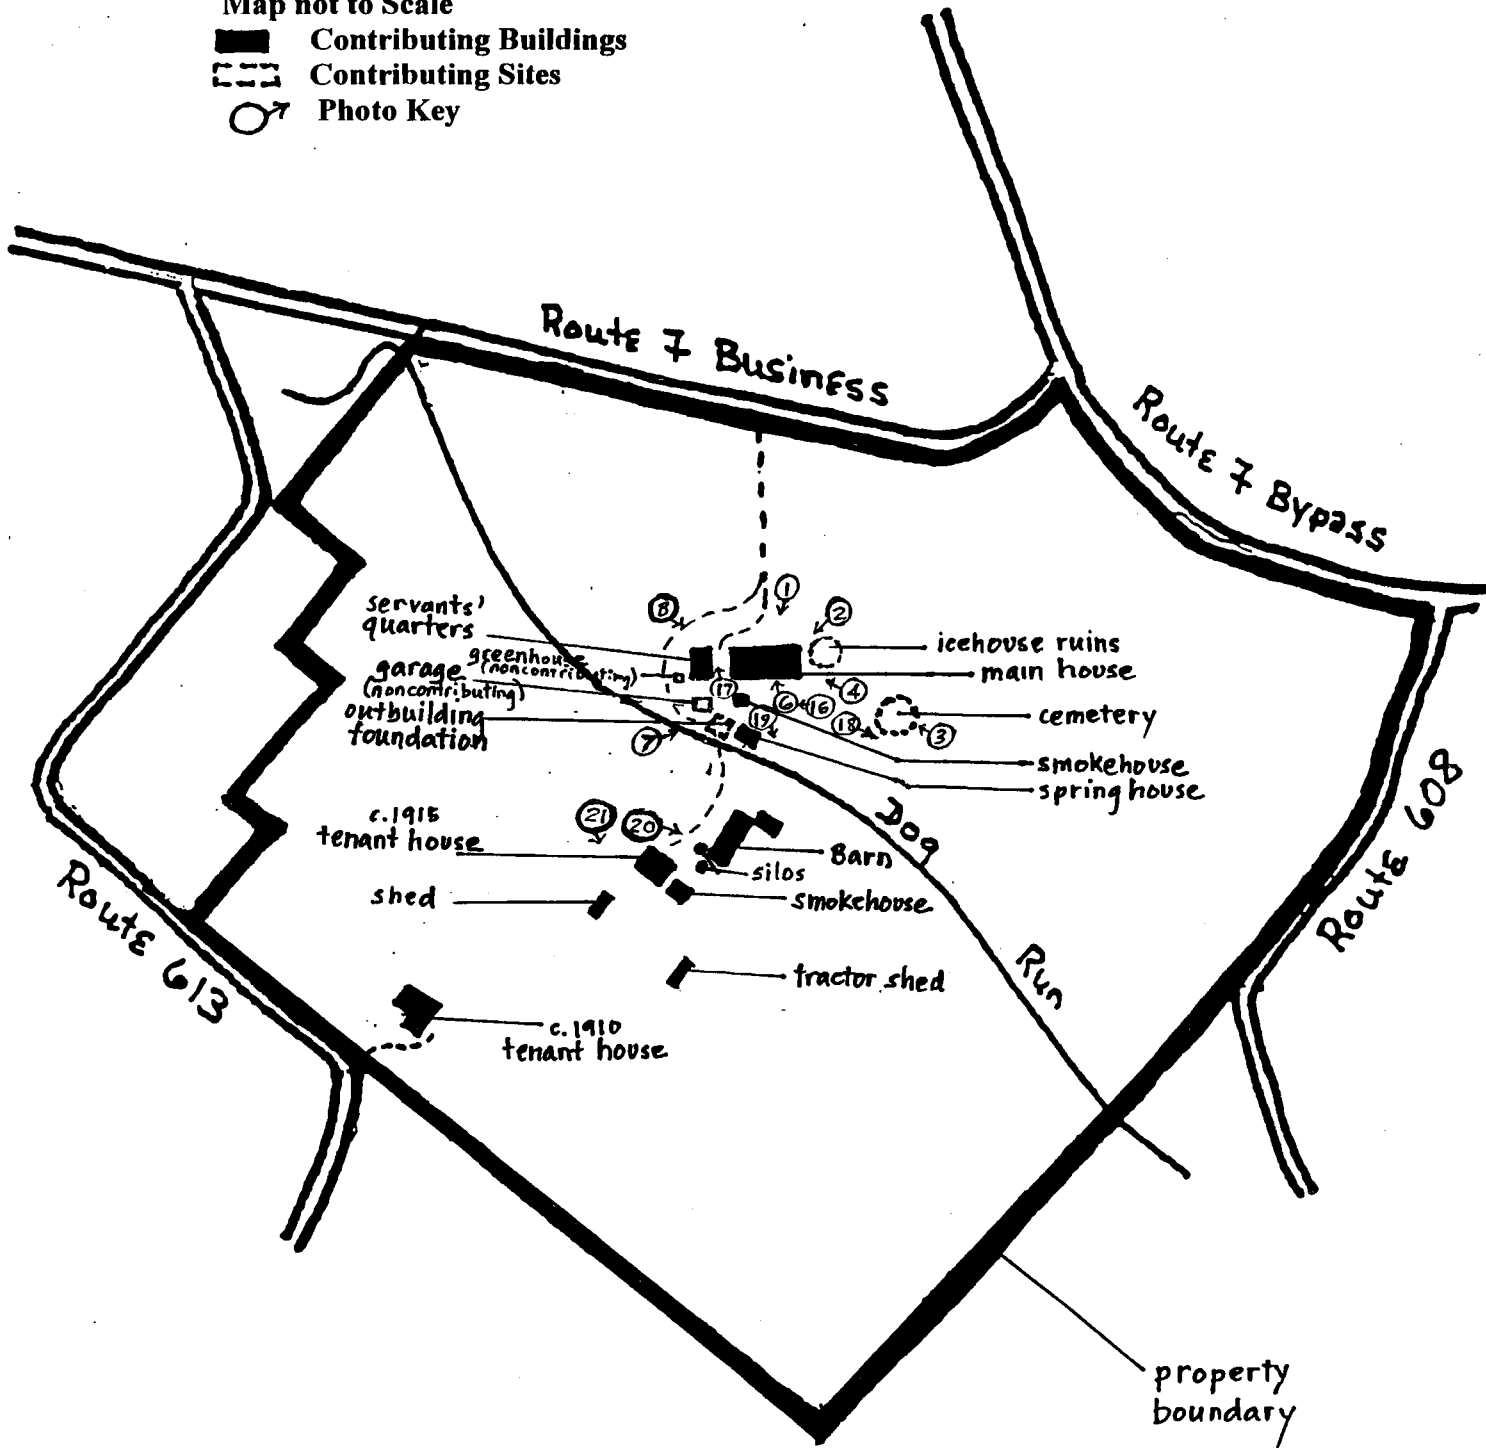 Map not to Scale
Contributing Buildings
Contributing Sites
Photo Key
Route 7 Business
Route 7 Bypass
1
8
2
servants'
quarters
icehouse ruins
greenhouse
(noncontributing)
garage
(noncontributing)
main house
17
4
6
16
outbuilding
foundation
19
18
cemetery
3
7
smokehouse
spring house
Route 608
Dog
Run
c.1915
tenant house
21
20
Barn
silos
shed
smokehouse
Route 613
tractor shed
c.1910
tenant house
property
boundary